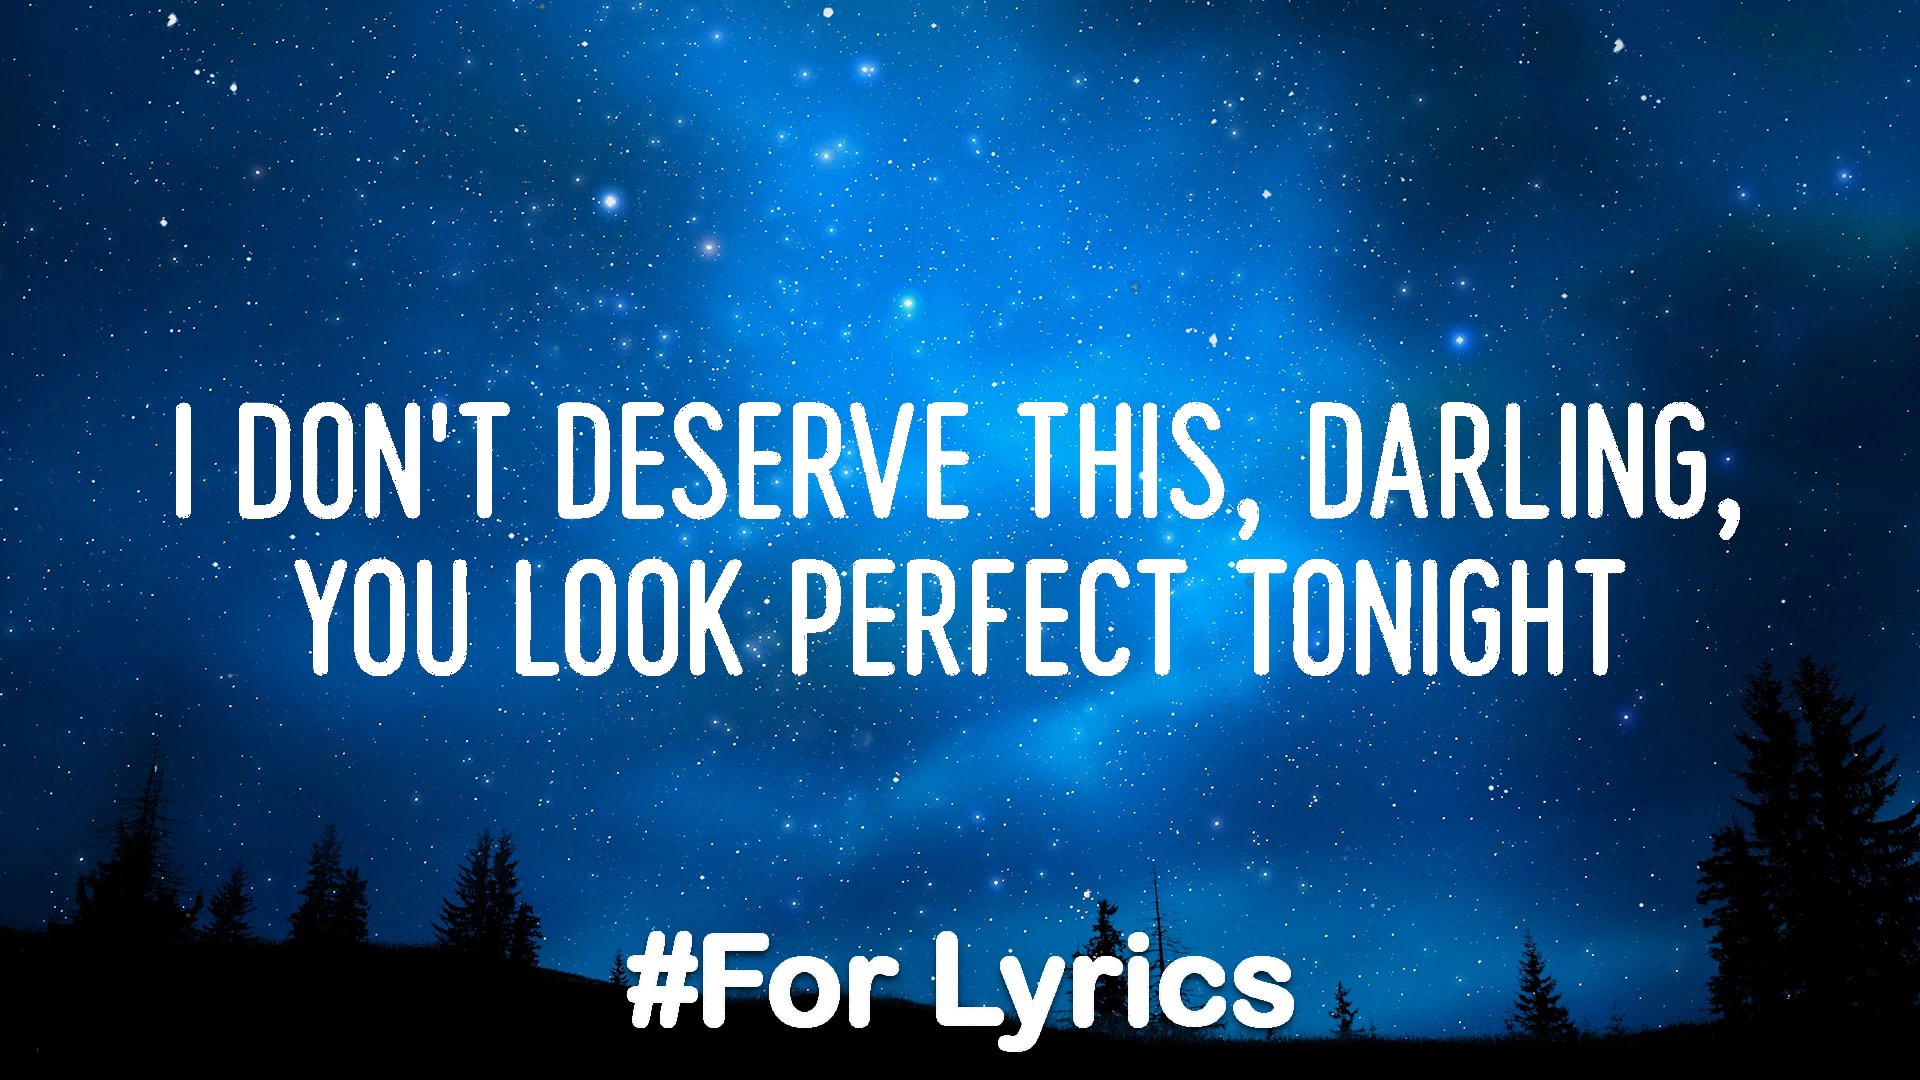 I DON'T DESERVE THIS, DARLING,
YOU LOOK PERFECT TONIGHT
#For Lyrics